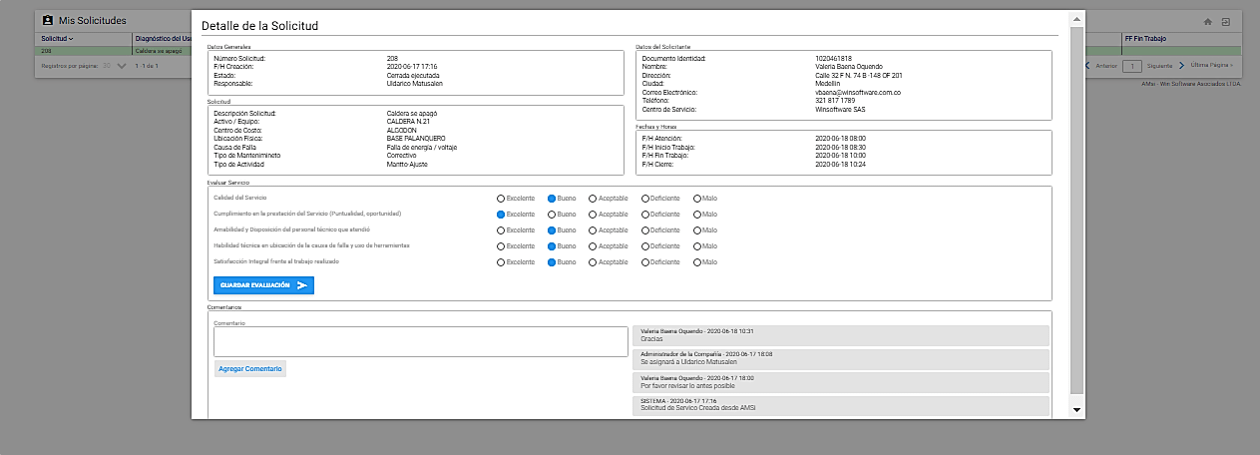 Mis Solicitudes
Solicitud
Diagnóstico del Usu
FF Fin Trabajo
208
Caldera se apagó
Registros por página: 20
1 -1 de 1
Anterior 1 Siguiente Última Página »
AMsi - Win Software Asociados LTDA
Detalle de la Solicitud
Datos Generales
Número Solicitud: 208
F/H Creación: 2020-06-17 17:16
Estado: Cerrada ejecutada
Responsable: Uldarico Matusalen
Solicitud
Descripción Solicitud: Caldera se apagó
Activo / Equipo: CALDERA N.21
Centro de Costo: ALGODON
Ubicación Física: BASE PALANQUERO
Causa de Falla Falla de energía / voltaje
Tipo de Mantenimineto Correctivo
Tipo de Actividad Mantto Ajuste
Datos del Solicitante
Documento Identidad: 1020461818
Nombre: Valeria Baena Oquendo
Dirección: Calle 32 F N. 74 B -148 OF 201
Ciudad: Medellín
Correo Electrónico: vbaena@winsoftware.com.co
Teléfono: 321 817 1789
Centro de Servicio: Winsoftware SAS
Fechas y Horas
F/H Atención: 2020-06-18 08:00
F/H Inicio Trabajo: 2020-06-18 08:30
F/H Fin Trabajo: 2020-06-18 10:00
F/H Cierre: 2020-06-18 10:24
Evaluar Servicio
Calidad del Servicio Excelente Bueno Aceptable Deficiente Malo
Cumplimiento en la prestación del Servicio (Puntualidad, oportunidad) Excelente Bueno Aceptable Deficiente Malo
Amabilidad y Disposición del personal técnico que atendió Excelente Bueno Aceptable Deficiente Malo
Habilidad técnica en ubicación de la causa de falla y uso de herramientas Excelente Bueno Aceptable Deficiente Malo
Satisfacción Integral frente al trabajo realizado Excelente Bueno Aceptable Deficiente Malo
GUARDAR EVALUACIÓN
Comentarios
Comentario
Agregar Comentario
Valeria Baena Oquendo - 2020-06-18 10:31
Gracias
Administrador de la Compañía - 2020-06-17 18:08
Se asignará a Uldarico Matusalen
Valeria Baena Oquendo - 2020-06-17 18:00
Por favor revisar lo antes posible
SISTEMA - 2020-06-17 17:16
Solicitud de Servico Creada desde AMSI